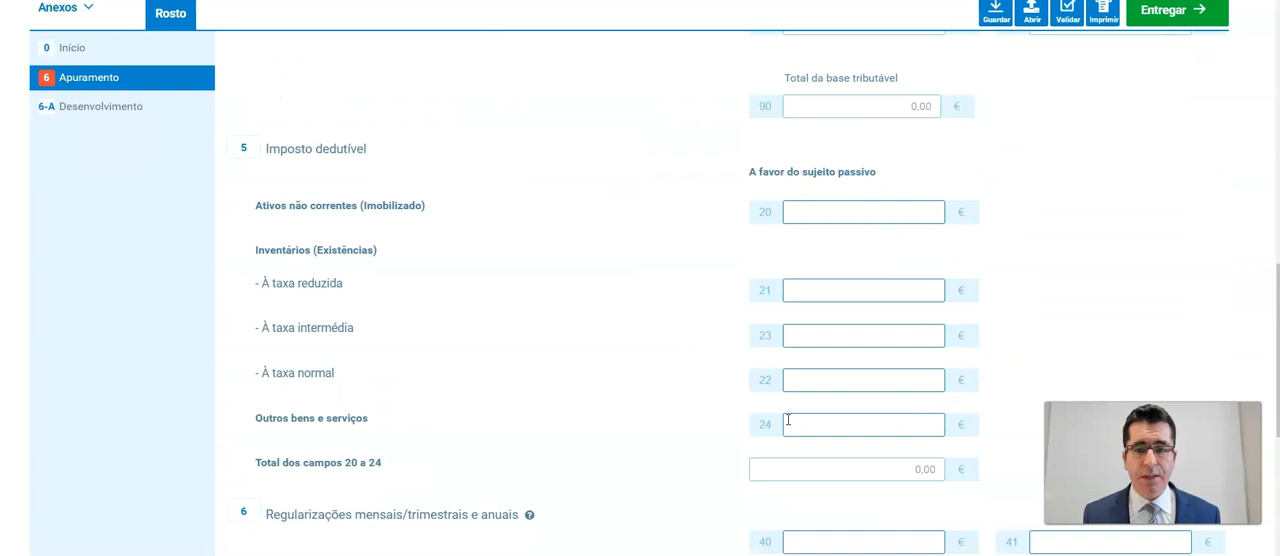 Anexos
Rosto
Guardar
Abrir
Validar
Imprimir
Entregar
0 Início
6 Apuramento
6-A Desenvolvimento
Total da base tributável
90 0,00 €
5 Imposto dedutível
A favor do sujeito passivo
Ativos não correntes (Imobilizado)
20 €
Inventários (Existências)
- À taxa reduzida
21 €
- À taxa intermédia
23 €
- À taxa normal
22 €
Outros bens e serviços
24 €
Total dos campos 20 a 24
0,00 €
6 Regularizações mensais/trimestrais e anuais ?
40 €
41 €